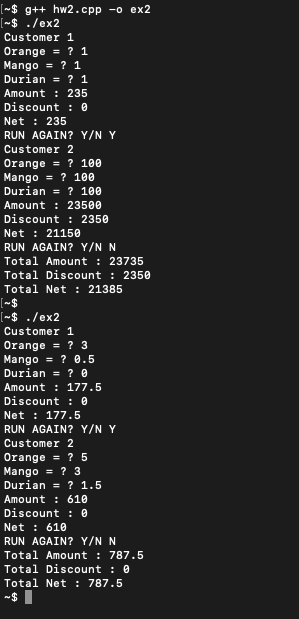 [~$ g++ hw2.cpp -o ex2
[~$ ./ex2
Customer 1
Orange = ? 1
Mango = ? 1
Durian = ? 1
Amount : 235
Discount : 0
Net : 235
RUN AGAIN? Y/N Y
Customer 2
Orange = ? 100
Mango = ? 100
Durian = ? 100
Amount : 23500
Discount : 2350
Net : 21150
RUN AGAIN? Y/N N
Total Amount : 23735
Total Discount : 2350
Total Net : 21385
[~$
[~$ ./ex2
Customer 1
Orange = ? 3
Mango = ? 0.5
Durian = ? 0
Amount : 177.5
Discount : 0
Net : 177.5
RUN AGAIN? Y/N Y
Customer 2
Orange = ? 5
Mango = ? 3
Durian = ? 1.5
Amount : 610
Discount : 0
Net : 610
RUN AGAIN? Y/N N
Total Amount : 787.5
Total Discount : 0
Total Net : 787.5
~$